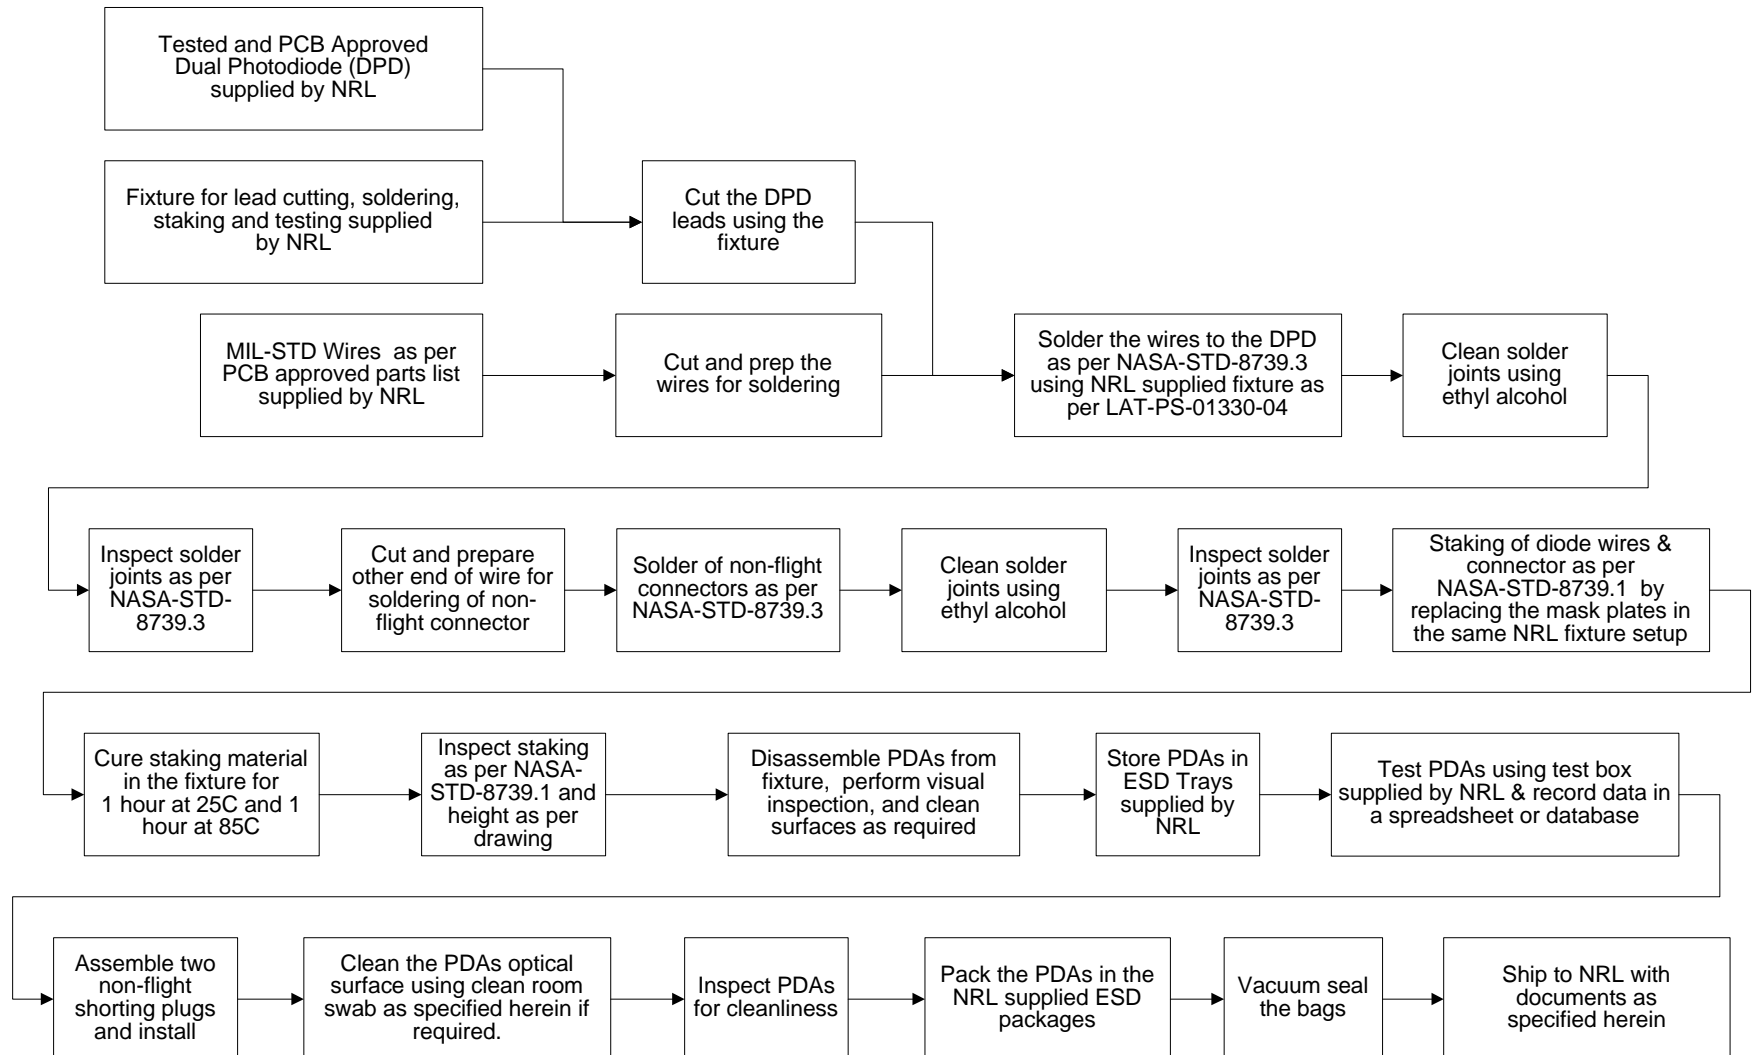 Tested and PCB Approved
Dual Photodiode (DPD)
supplied by NRL
Fixture for lead cutting, soldering,
staking and testing supplied
by NRL
Cut the DPD
leads using the
fixture
MIL-STD Wires  as per
PCB approved parts list
supplied by NRL
Cut and prep the
wires for soldering
Solder the wires to the DPD
as per NASA-STD-8739.3
using NRL supplied fixture as
per LAT-PS-01330-04
Clean solder
joints using
ethyl alcohol
Inspect solder
joints as per
NASA-STD-
8739.3
Cut and prepare
other end of wire for
soldering of non-
flight connector
Solder of non-flight
connectors as per
NASA-STD-8739.3
Clean solder
joints using
ethyl alcohol
Inspect solder
joints as per
NASA-STD-
8739.3
Staking of diode wires &
connector as per
NASA-STD-8739.1  by
replacing the mask plates in
the same NRL fixture setup
Cure staking material
in the fixture for
1 hour at 25C and 1
hour at 85C
Inspect staking
as per NASA-
STD-8739.1 and
height as per
drawing
Disassemble PDAs from
fixture,  perform visual
inspection, and clean
surfaces as required
Store PDAs in
ESD Trays
supplied by
NRL
Test PDAs using test box
supplied by NRL & record data in
a spreadsheet or database
Assemble two
non-flight
shorting plugs
and install
Clean the PDAs optical
surface using clean room
swab as specified herein if
required.
Inspect PDAs
for cleanliness
Pack the PDAs in the
NRL supplied ESD
packages
Vacuum seal
the bags
Ship to NRL with
documents as
specified herein